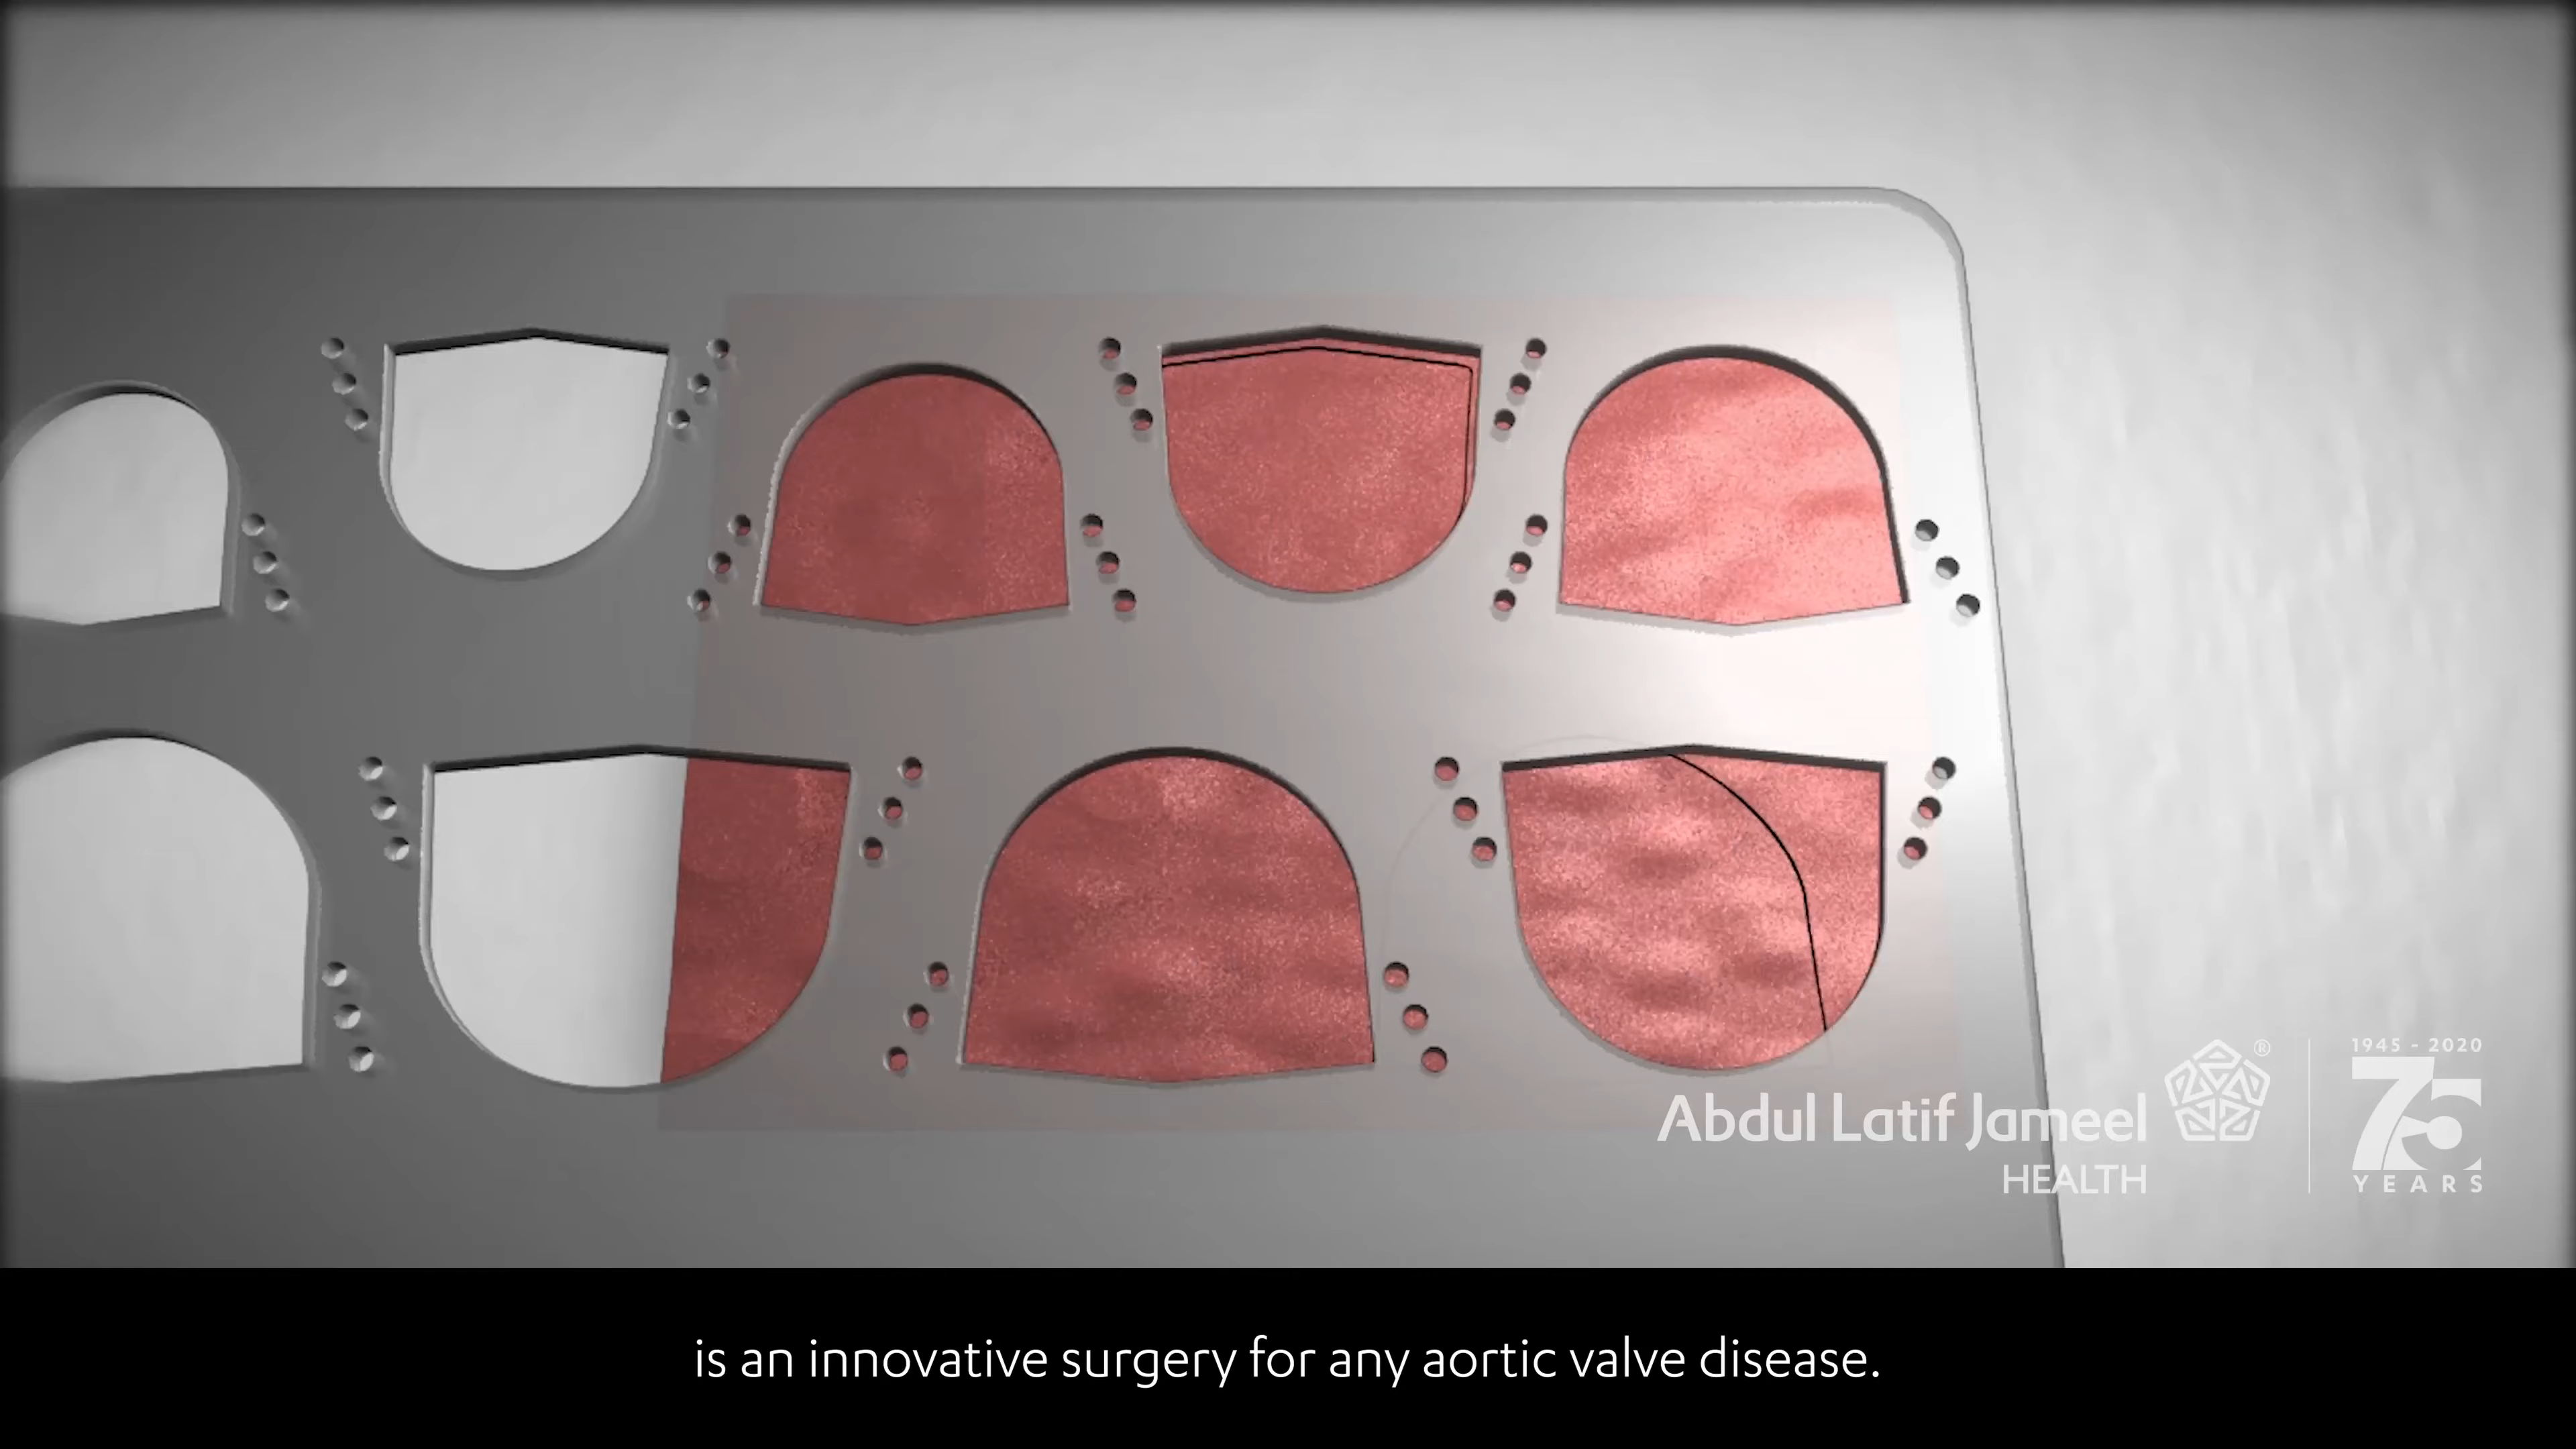 1945 - 2020
Abdul Latif Jameel ®
75
HEALTH
YEARS
is an innovative surgery for any aortic valve disease.